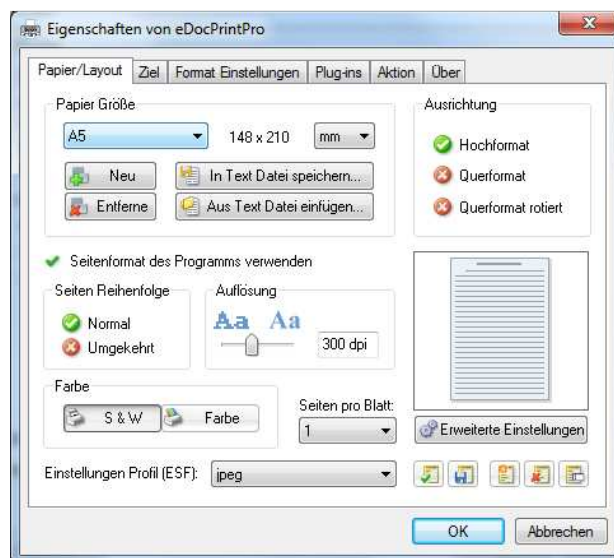 Eigenschaften von eDocPrintPro
Papier/Layout Ziel Format Einstellungen Plug-ins Aktion Über
Papier Größe
A5 148 x 210 mm
Neu In Text Datei speichern...
Entferne Aus Text Datei einfügen...
Ausrichtung
Hochformat
Querformat
Querformat rotiert
Seitenformat des Programms verwenden
Seiten Reihenfolge
Normal
Umgekehrt
Auflösung
Aa Aa
300 dpi
Farbe
S & W Farbe
Seiten pro Blatt:
1
Erweiterte Einstellungen
Einstellungen Profil (ESF): jpeg
OK Abbrechen